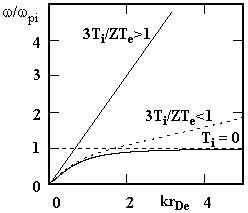 ω/ω_pi
4
3T_i/ZT_e>1
3
2
3T_i/ZT_e<1
T_i = 0
1
0
0 2 4
kr_De